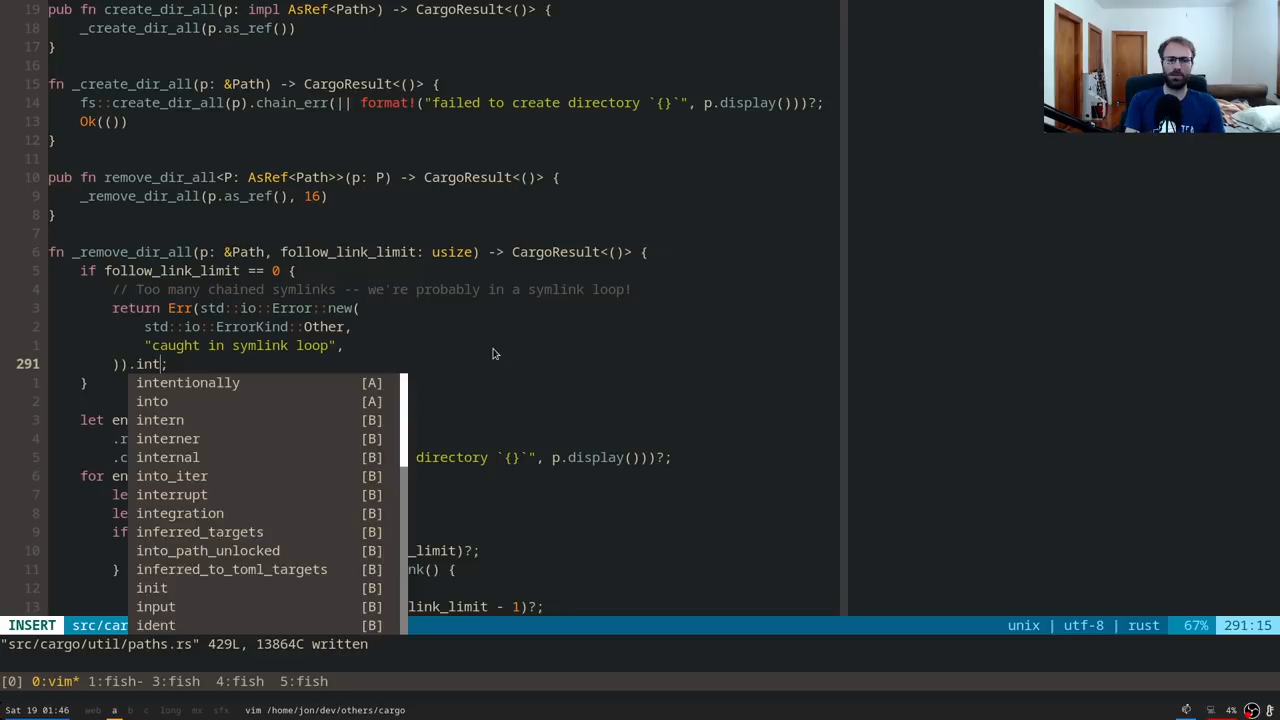 19 pub fn create_dir_all(p: impl AsRef<Path>) -> CargoResult<()> {
18     _create_dir_all(p.as_ref())
17 }
16
15 fn _create_dir_all(p: &Path) -> CargoResult<()> {
14     fs::create_dir_all(p).chain_err(|| format!("failed to create directory `{}`", p.display()))?;
13     Ok(())
12 }
11
10 pub fn remove_dir_all<P: AsRef<Path>>(p: P) -> CargoResult<()> {
9     _remove_dir_all(p.as_ref(), 16)
8 }
7
6 fn _remove_dir_all(p: &Path, follow_link_limit: usize) -> CargoResult<()> {
5     if follow_link_limit == 0 {
4         // Too many chained symlinks -- we're probably in a symlink loop!
3         return Err(std::io::Error::new(
2             std::io::ErrorKind::Other,
1             "caught in symlink loop",
291         )).int;
1     } intentionally [A]
2 into [A]
3     let en intern [B]
4         .r interner [B]
5         .c internal [B] directory `{}`", p.display()))?;
6     for en into_iter [B]
7         le interrupt [B]
8         le integration [B]
9         if inferred_targets [B]
10 into_path_unlocked [B] _limit)?;
11         } inferred_to_toml_targets [B] nk() {
12 init [B]
13 input [B] link_limit - 1)?;
INSERT src/car ident [B] unix | utf-8 | rust 67% 291:15
"src/cargo/util/paths.rs" 429L, 13864C written
[0] 0:vim* 1:fish- 3:fish 4:fish 5:fish
Sat 19 01:46 web a b c long mx sfx vim /home/jon/dev/others/cargo 4%